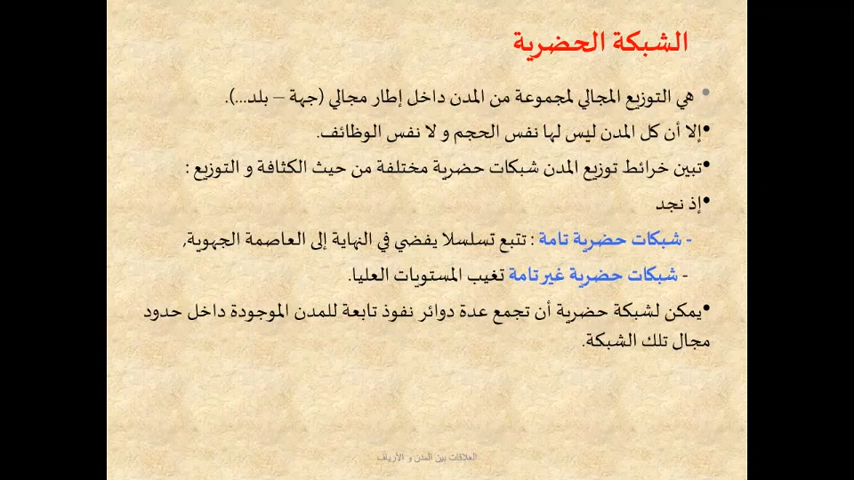 الشبكة الحضرية
• هي التوزيع المجالي لمجموعة من المدن داخل إطار مجالي (جهة – بلد...).
•إلا أن كل المدن ليس لها نفس الحجم و لا نفس الوظائف.
•تبين خرائط توزيع المدن شبكات حضرية مختلفة من حيث الكثافة و التوزيع :
•إذ نجد
- شبكات حضرية تامة : تتبع تسلسلا يفضي في النهاية إلى العاصمة الجهوية,
- شبكات حضرية غير تامة تغيب المستويات العليا.
•يمكن لشبكة حضرية أن تجمع عدة دوائر نفوذ تابعة للمدن الموجودة داخل حدود
مجال تلك الشبكة.
العلاقات بين المدن و الأرياف